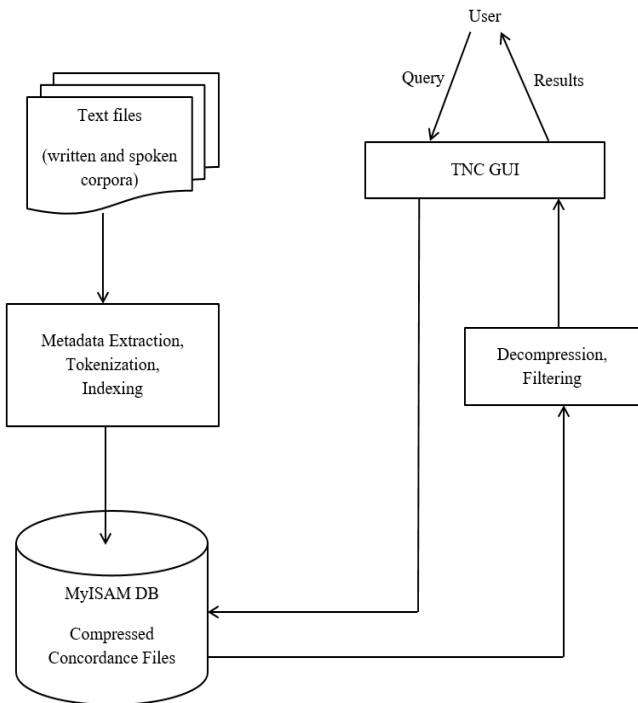 User
Query
Results
Text files
(written and spoken
corpora)
TNC GUI
Metadata Extraction,
Tokenization,
Indexing
Decompression,
Filtering
MyISAM DB
Compressed
Concordance Files